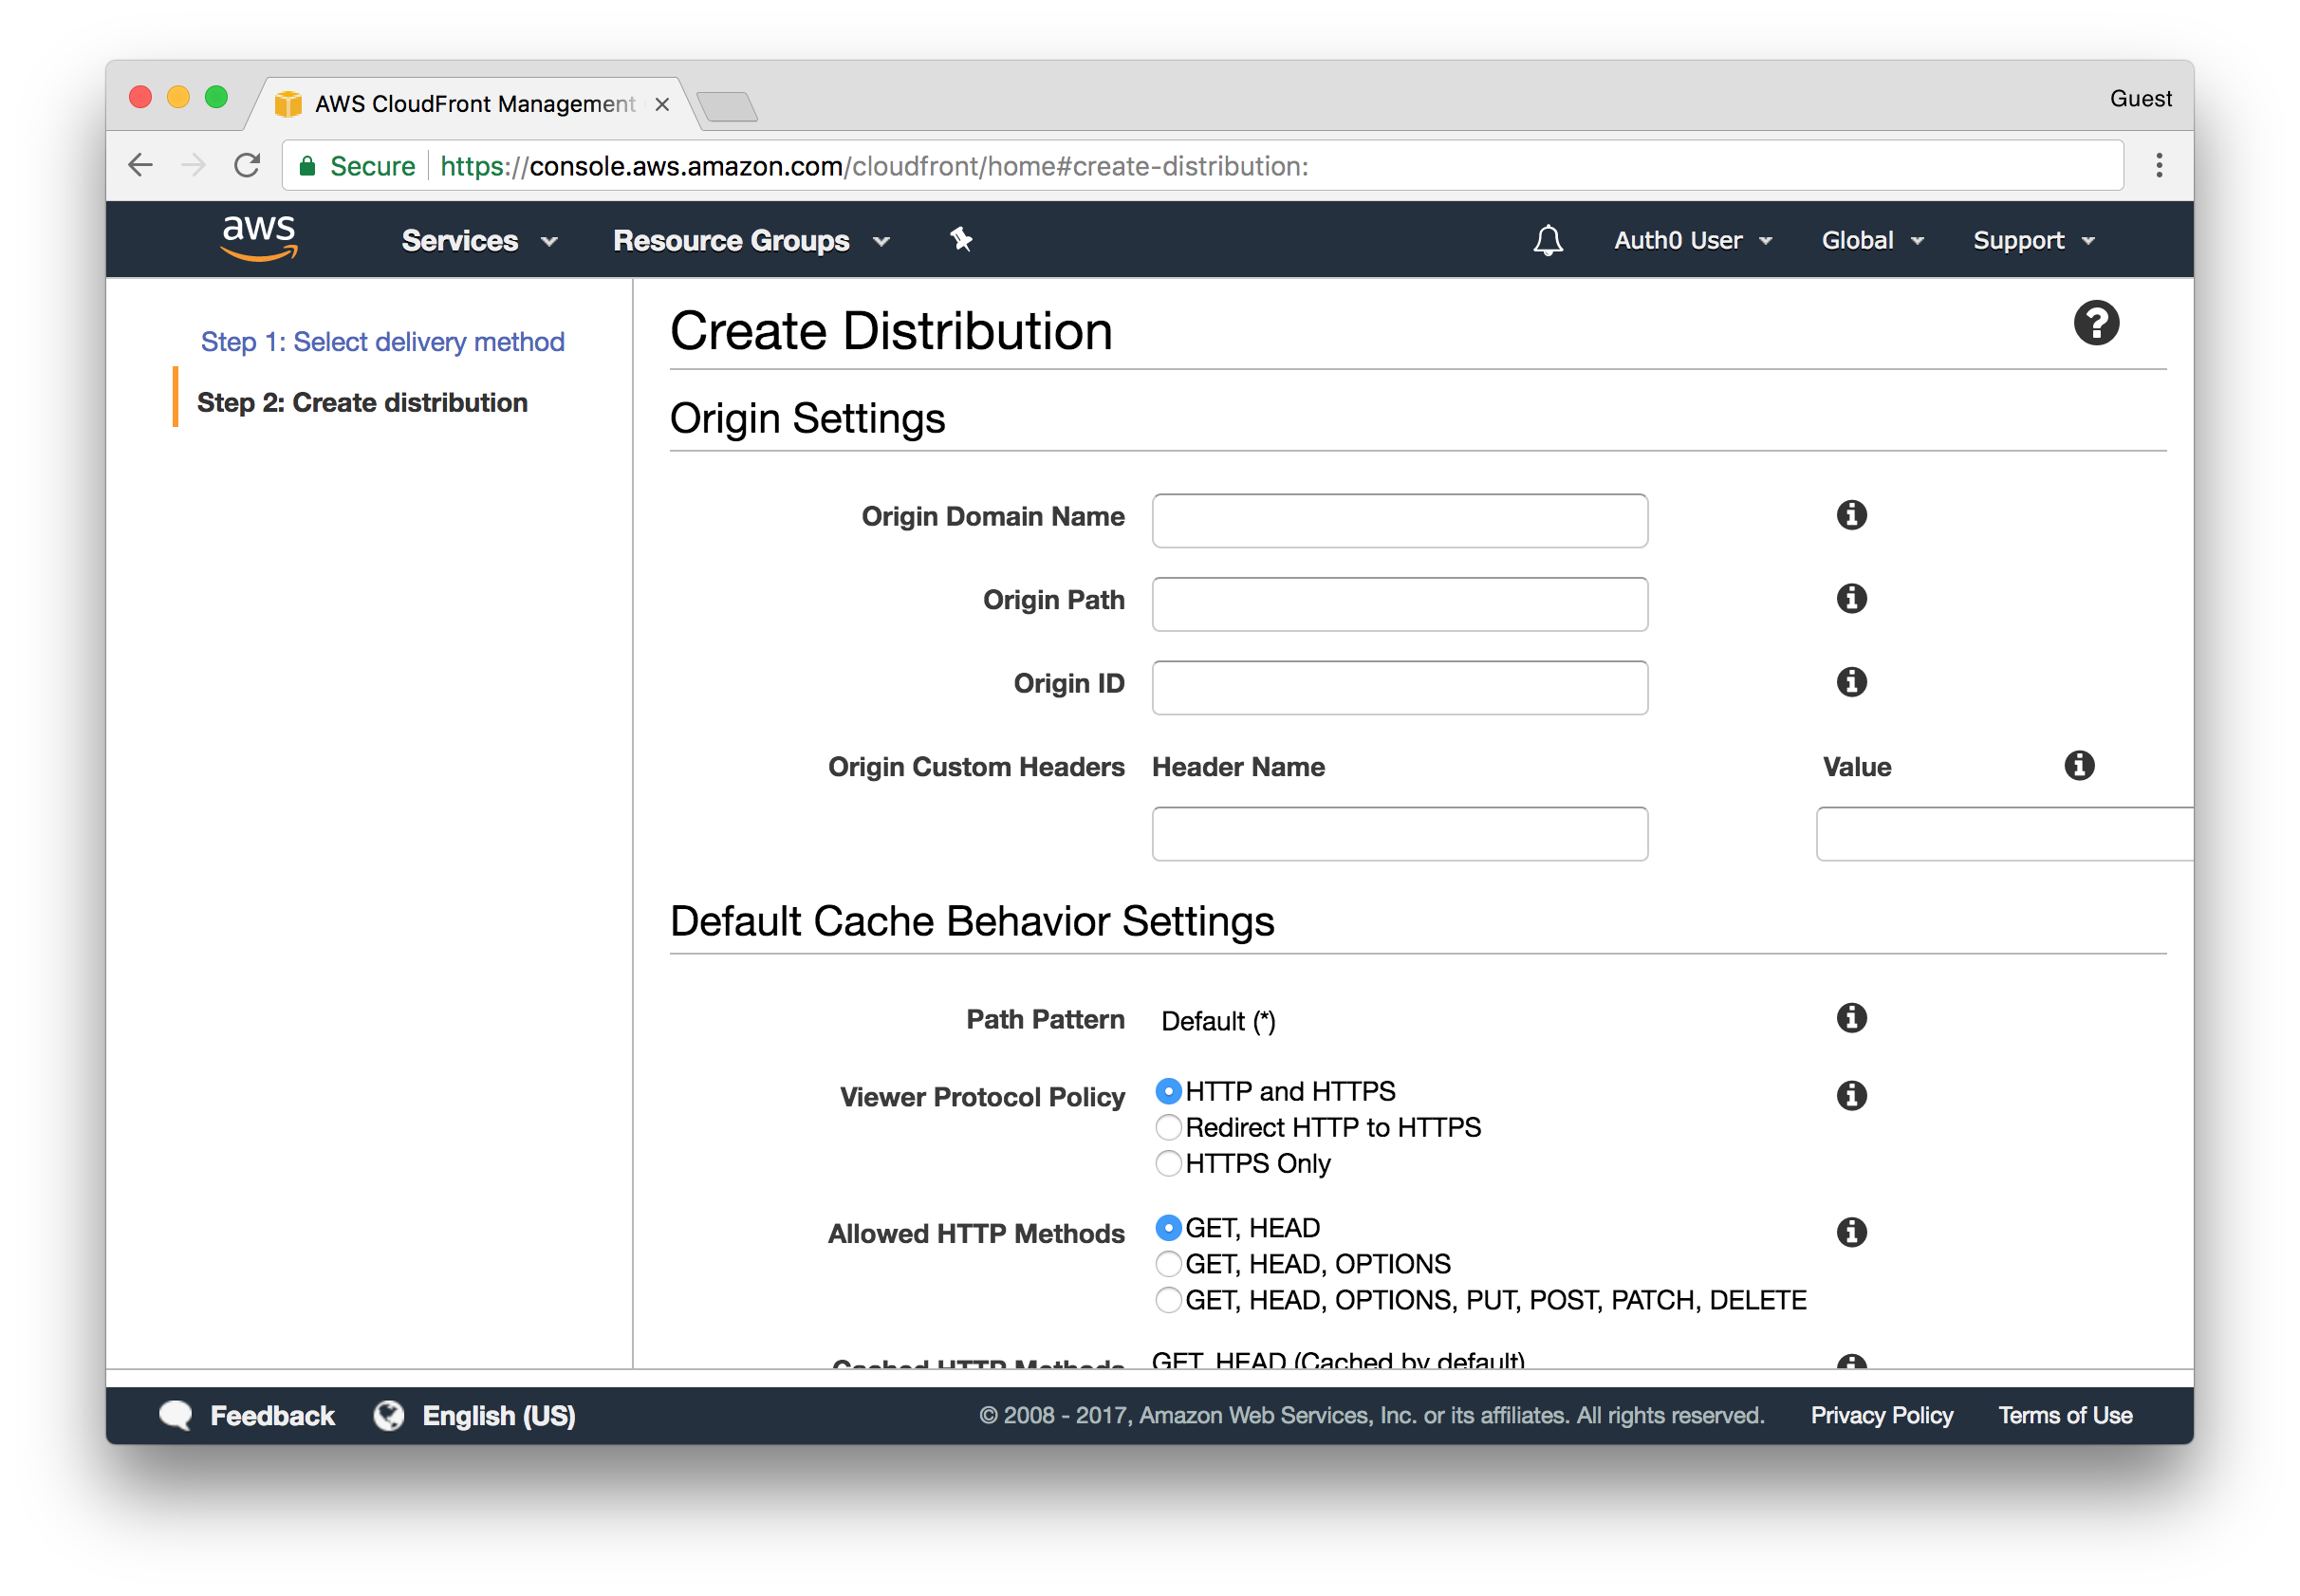 AWS CloudFront Management
Guest
Secure https://console.aws.amazon.com/cloudfront/home#create-distribution:
aws Services Resource Groups Auth0 User Global Support
Step 1: Select delivery method
Step 2: Create distribution
Create Distribution
Origin Settings
Origin Domain Name
Origin Path
Origin ID
Origin Custom Headers Header Name Value
Default Cache Behavior Settings
Path Pattern Default (*)
Viewer Protocol Policy HTTP and HTTPS
Redirect HTTP to HTTPS
HTTPS Only
Allowed HTTP Methods GET, HEAD
GET, HEAD, OPTIONS
GET, HEAD, OPTIONS, PUT, POST, PATCH, DELETE
Cached HTTP Methods GET, HEAD (Cached by default)
Feedback English (US) © 2008 - 2017, Amazon Web Services, Inc. or its affiliates. All rights reserved. Privacy Policy Terms of Use